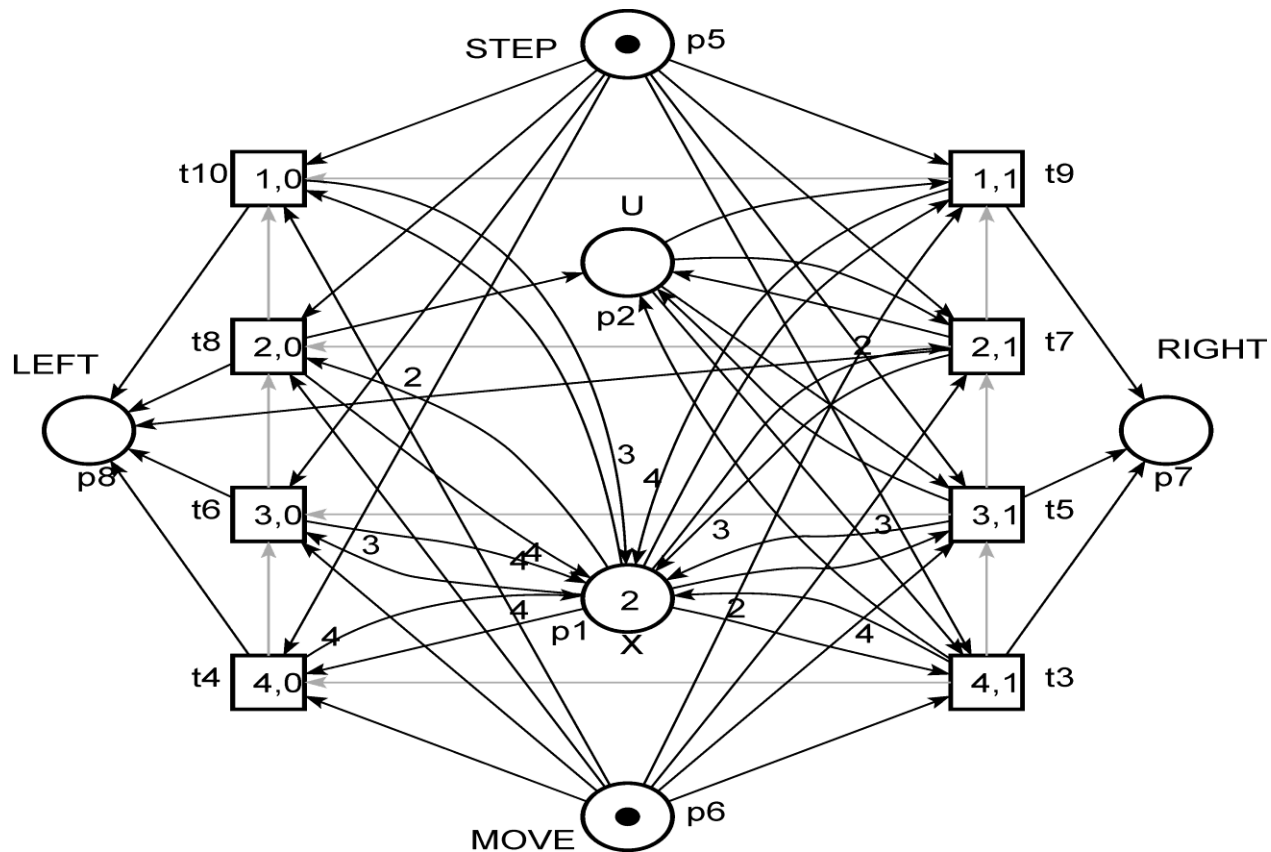 STEP p5
t10 1,0 1,1 t9
U
p2
t8 2,0 2 2,1 t7
LEFT RIGHT
2
p8 p7
3 4
t6 3,0 3,1 t5
3 4 4 3 3
2
p1 X
4 4 2 4
t4 4,0 4,1 t3
MOVE p6